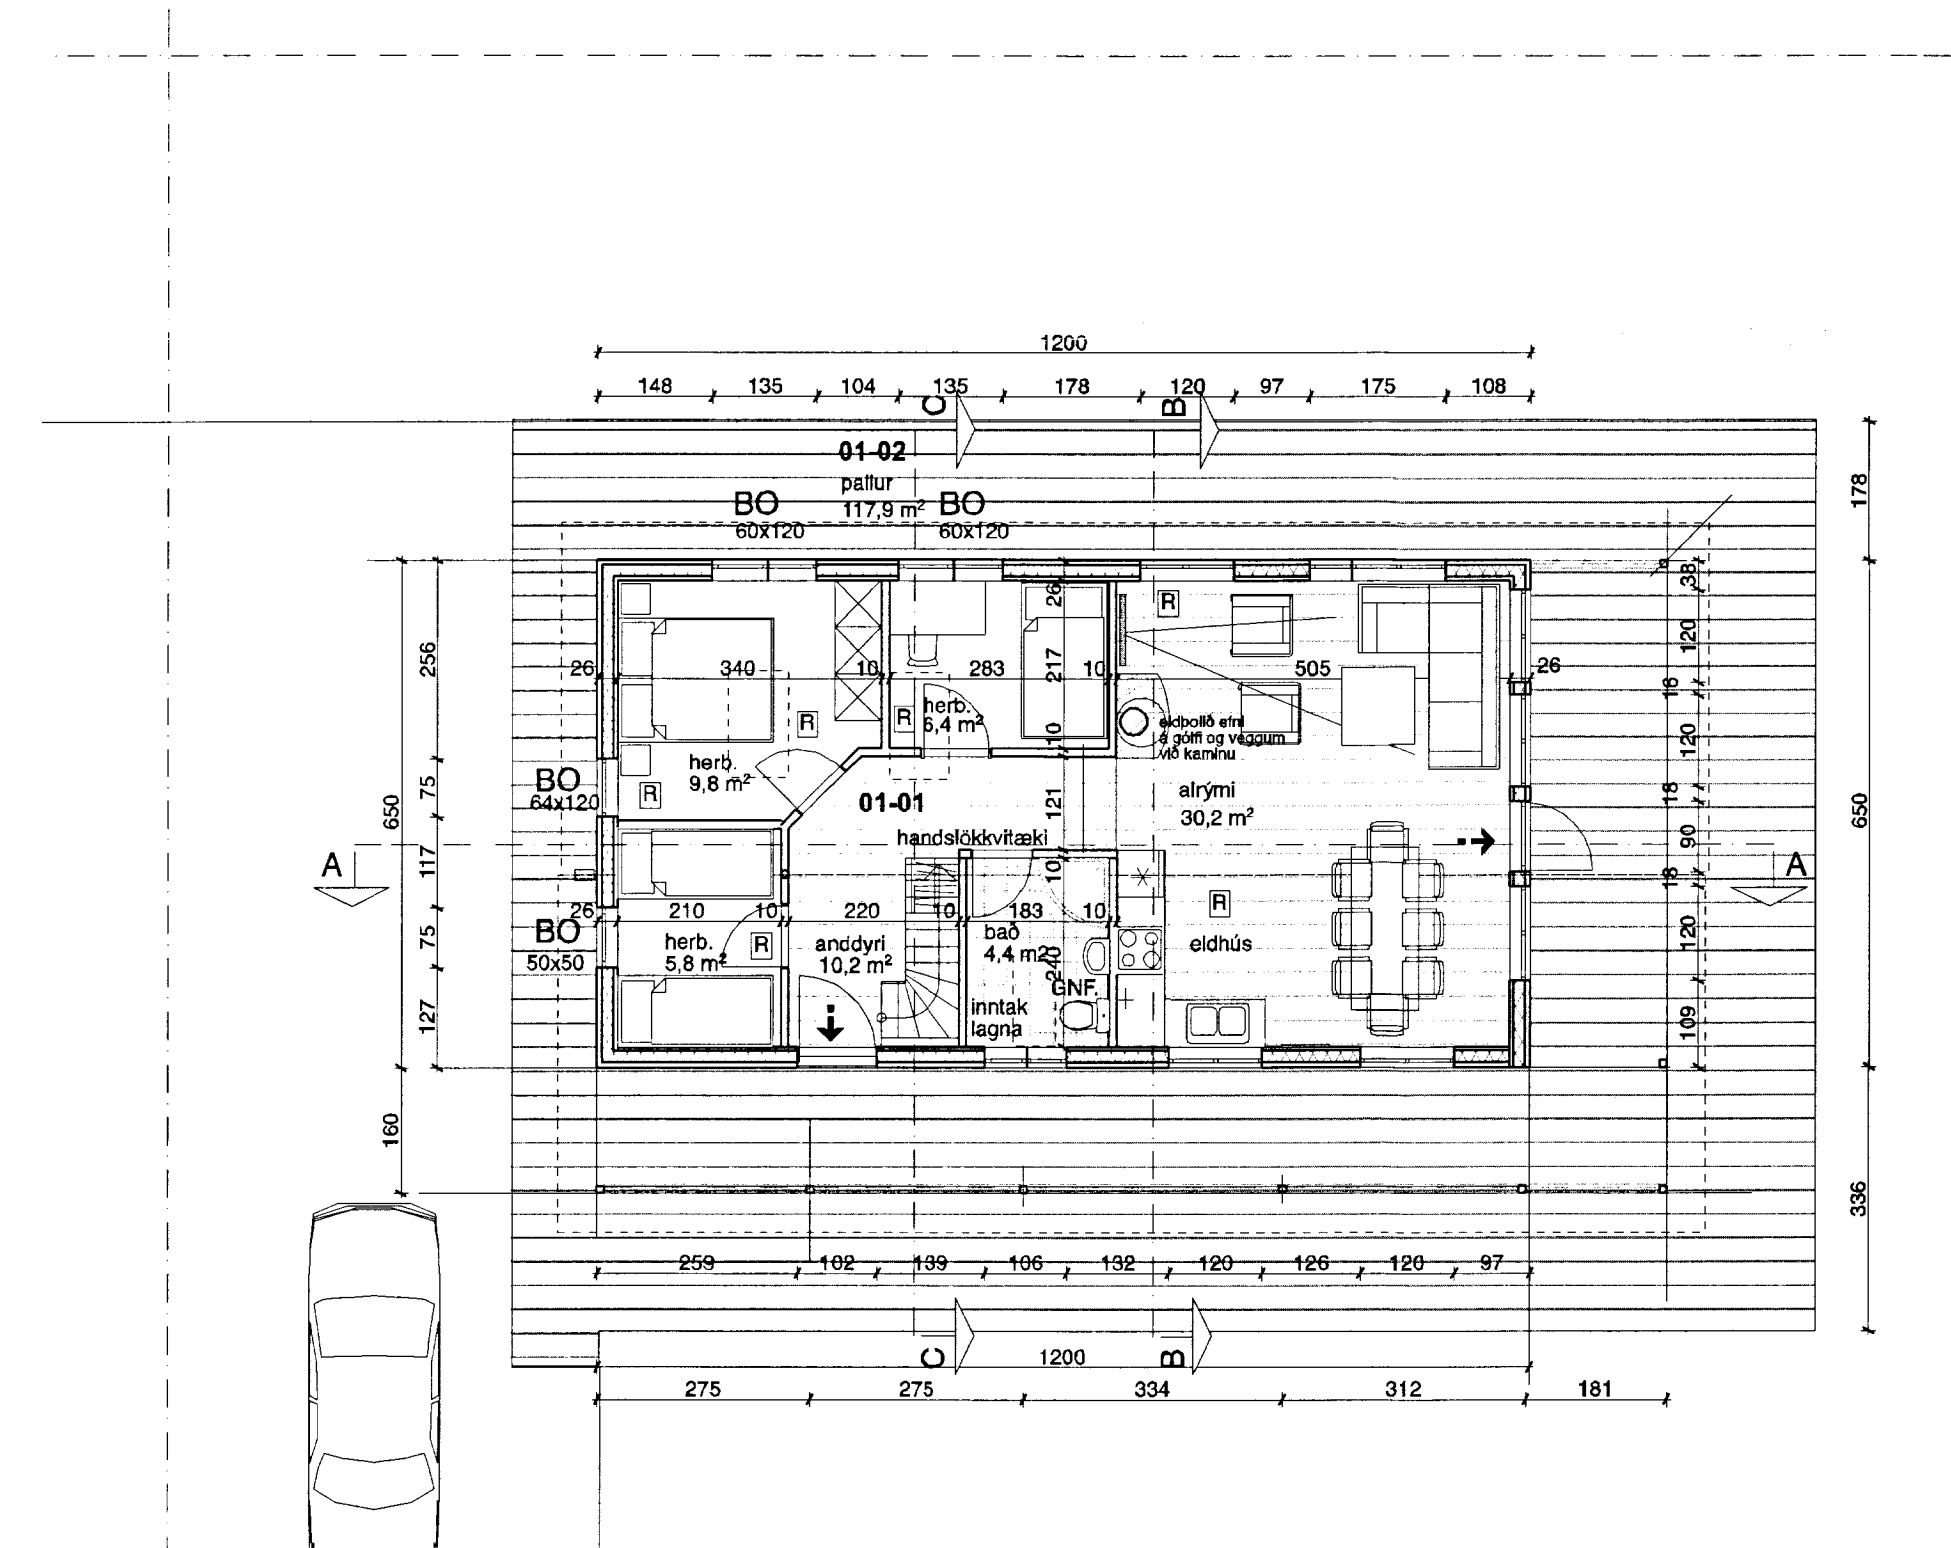 1200
148 135 104 135 178 120 97 175 108
C B
01-02
pallur
117,9 m²
BO BO
60x120 60x120
178
38
26
256
120
26 340 10 283 217 10 505 26
16
R
R R
herb.
6,4 m²
eldbolið efni
á gólfi og veggum
við kamínu
10
120
herb.
9,8 m²
BO
64x120
R
75
01-01
121
alrými
30,2 m²
18
650
650
handslökkvitæki
90
A A
117
10
18
R
26 210 10 220 10 183 10
BO
50x50
75
herb.
5,8 m²
R
anddyri
10,2 m²
bað
4,4 m²
240
eldhús
120
GNF.
inntak
lagna
127
109
160
336
259 102 139 106 132 120 126 120 97
C B
1200
275 275 334 312 181